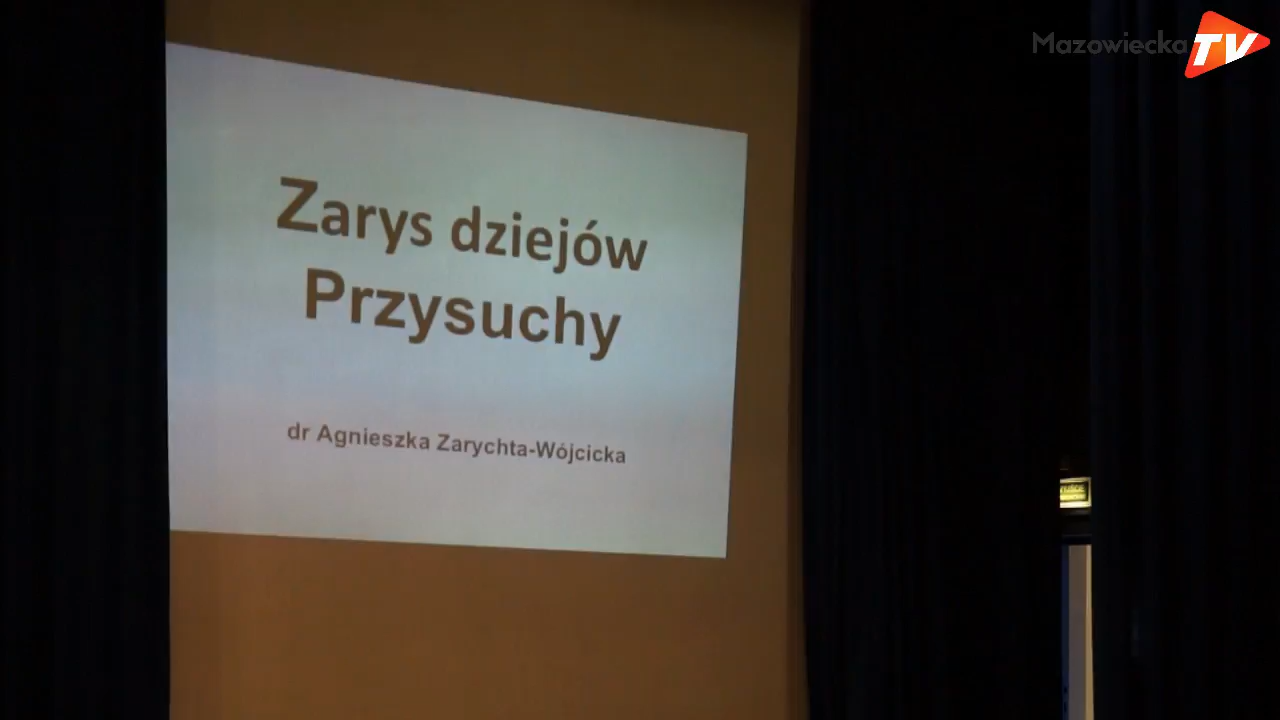 Mazowiecka TV
Zarys dziejów
Przysuchy
dr Agnieszka Zarychta-Wójcicka